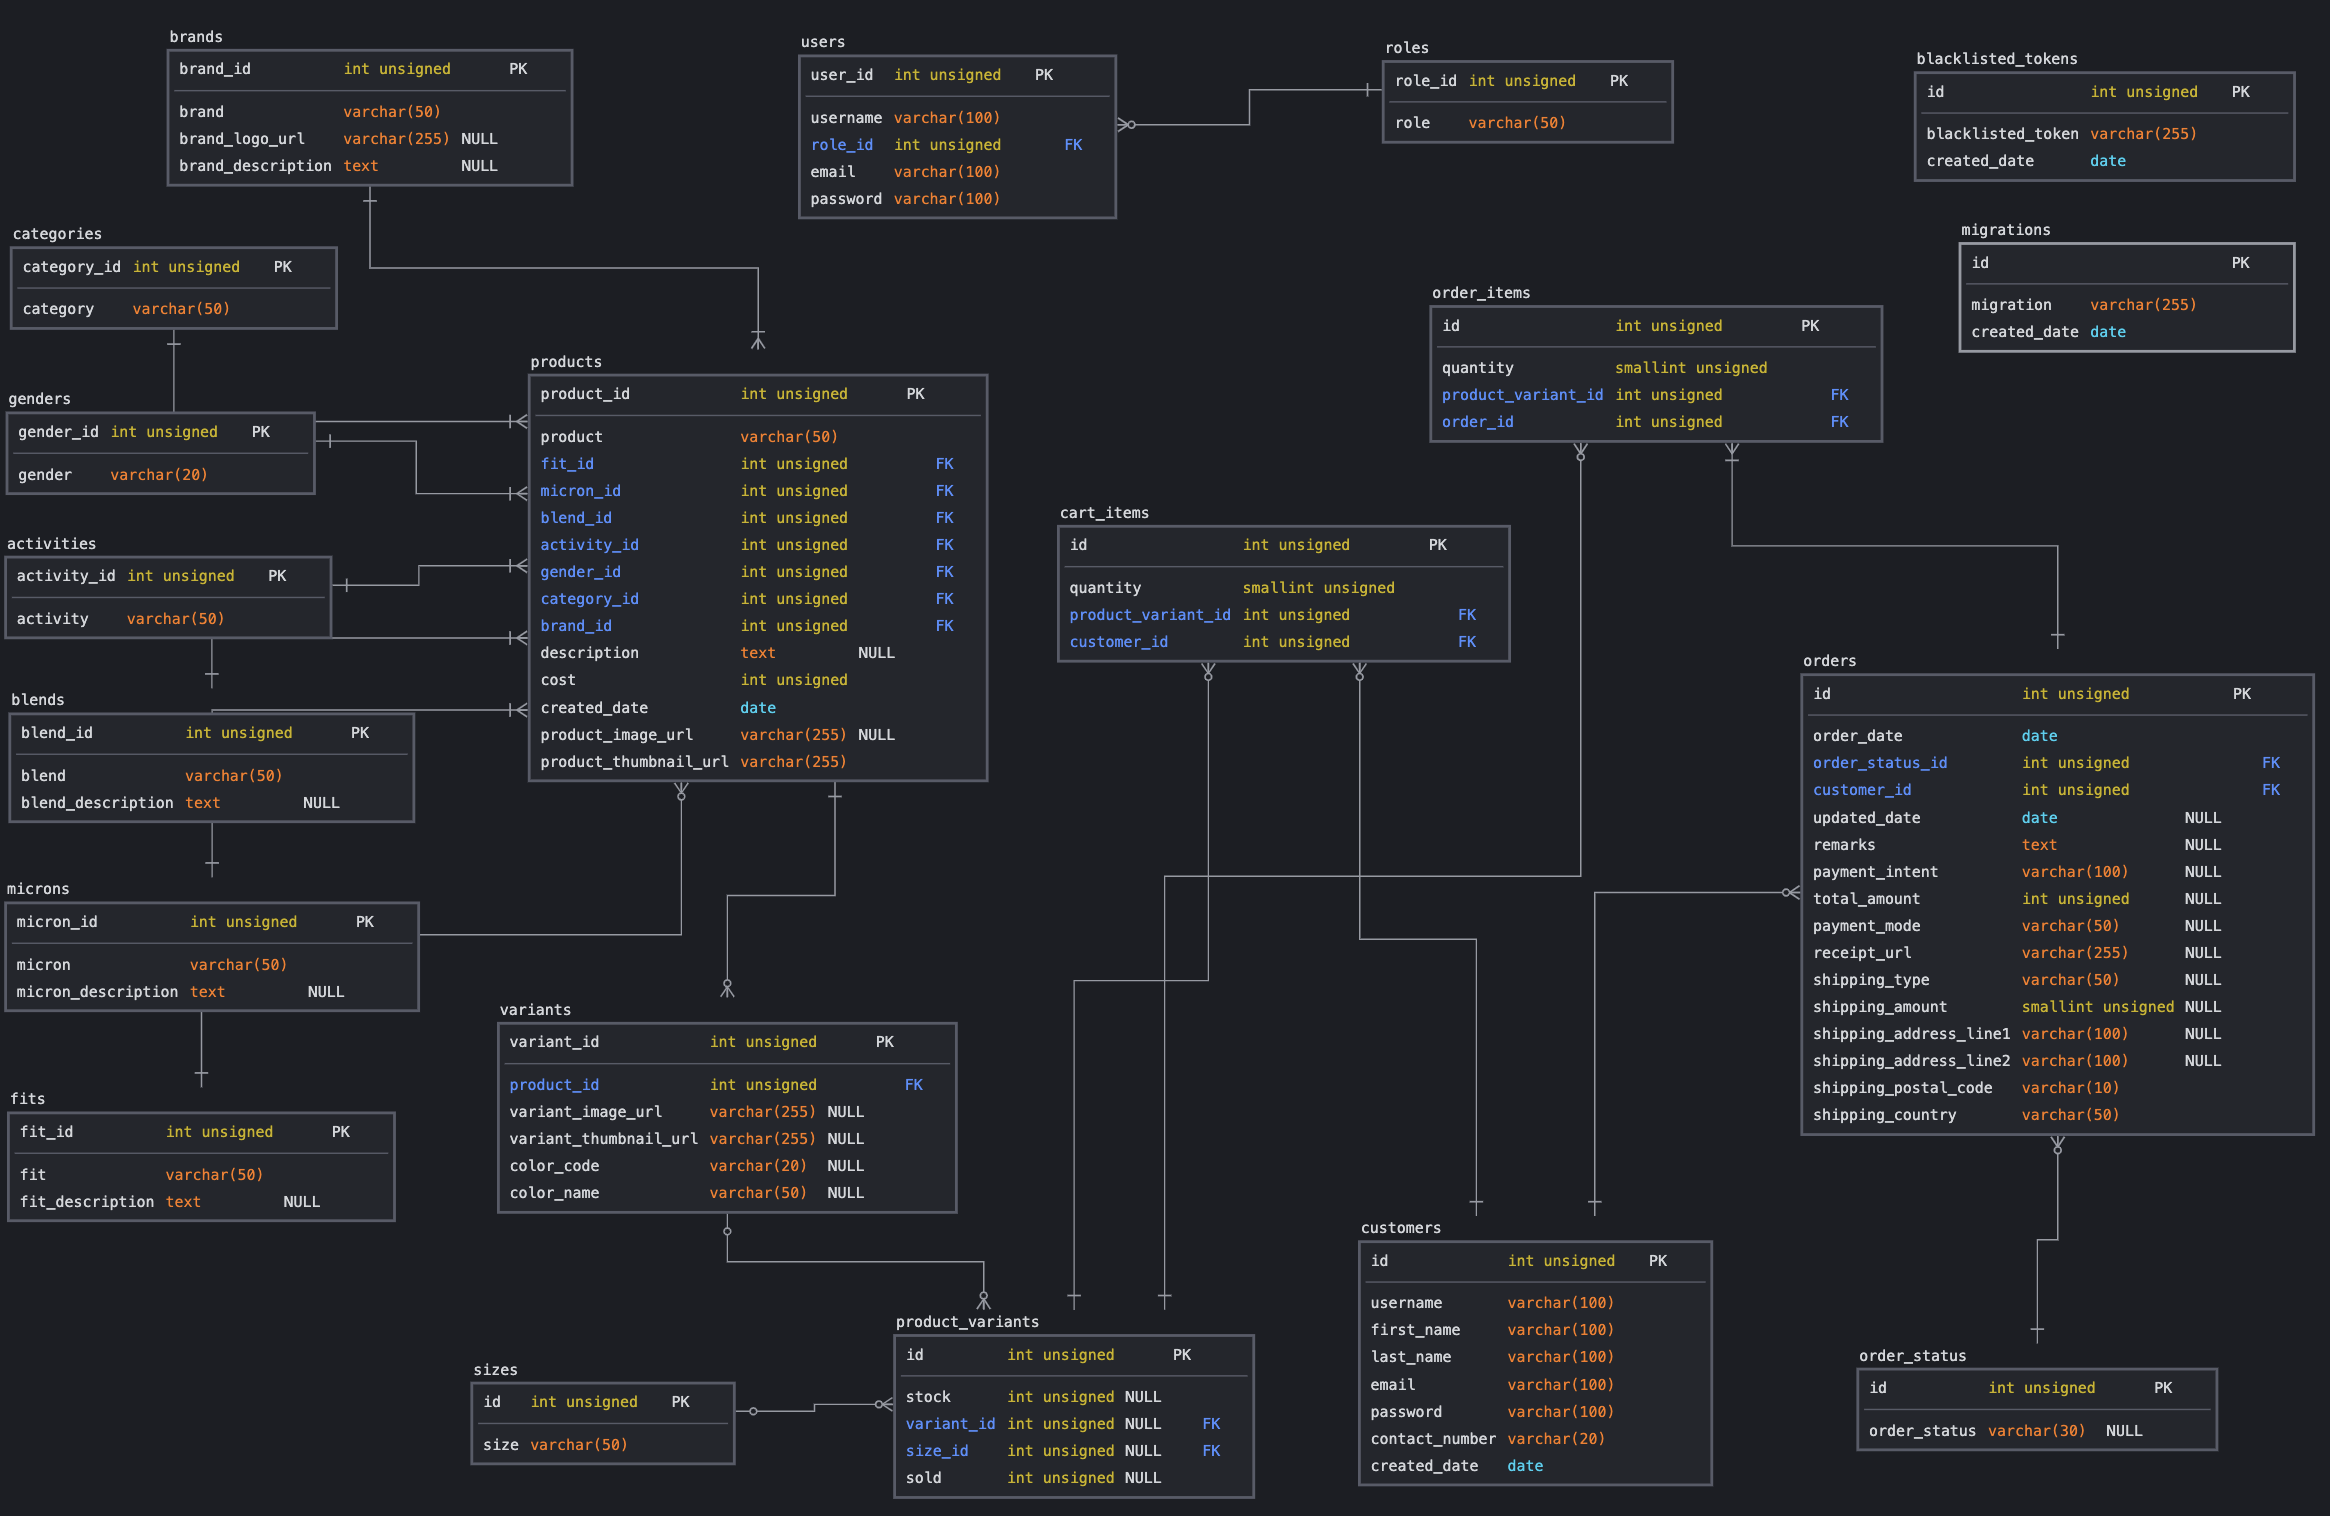 brands
brand_id int unsigned PK
brand varchar(50)
brand_logo_url varchar(255) NULL
brand_description text NULL
users
user_id int unsigned PK
username varchar(100)
role_id int unsigned FK
email varchar(100)
password varchar(100)
roles
role_id int unsigned PK
role varchar(50)
blacklisted_tokens
id int unsigned PK
blacklisted_token varchar(255)
created_date date
categories
category_id int unsigned PK
category varchar(50)
migrations
id PK
migration varchar(255)
created_date date
order_items
id int unsigned PK
quantity smallint unsigned
product_variant_id int unsigned FK
order_id int unsigned FK
genders
gender_id int unsigned PK
gender varchar(20)
products
product_id int unsigned PK
product varchar(50)
fit_id int unsigned FK
micron_id int unsigned FK
blend_id int unsigned FK
activity_id int unsigned FK
gender_id int unsigned FK
category_id int unsigned FK
brand_id int unsigned FK
description text NULL
cost int unsigned
created_date date
product_image_url varchar(255) NULL
product_thumbnail_url varchar(255)
activities
activity_id int unsigned PK
activity varchar(50)
cart_items
id int unsigned PK
quantity smallint unsigned
product_variant_id int unsigned FK
customer_id int unsigned FK
blends
blend_id int unsigned PK
blend varchar(50)
blend_description text NULL
orders
id int unsigned PK
order_date date
order_status_id int unsigned FK
customer_id int unsigned FK
updated_date date NULL
remarks text NULL
payment_intent varchar(100) NULL
total_amount int unsigned NULL
payment_mode varchar(50) NULL
receipt_url varchar(255) NULL
shipping_type varchar(50) NULL
shipping_amount smallint unsigned NULL
shipping_address_line1 varchar(100) NULL
shipping_address_line2 varchar(100) NULL
shipping_postal_code varchar(10)
shipping_country varchar(50)
microns
micron_id int unsigned PK
micron varchar(50)
micron_description text NULL
variants
variant_id int unsigned PK
product_id int unsigned FK
variant_image_url varchar(255) NULL
variant_thumbnail_url varchar(255) NULL
color_code varchar(20) NULL
color_name varchar(50) NULL
fits
fit_id int unsigned PK
fit varchar(50)
fit_description text NULL
customers
id int unsigned PK
username varchar(100)
first_name varchar(100)
last_name varchar(100)
email varchar(100)
password varchar(100)
contact_number varchar(20)
created_date date
product_variants
id int unsigned PK
stock int unsigned NULL
variant_id int unsigned NULL FK
size_id int unsigned NULL FK
sold int unsigned NULL
sizes
id int unsigned PK
size varchar(50)
order_status
id int unsigned PK
order_status varchar(30) NULL